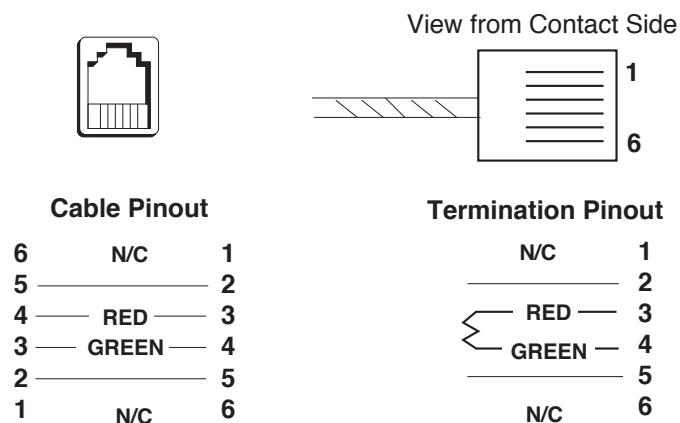 View from Contact Side
1
6
Cable Pinout
6 N/C 1
5 2
4 RED 3
3 GREEN 4
2 5
1 N/C 6
Termination Pinout
N/C 1
2
RED 3
GREEN 4
5
N/C 6